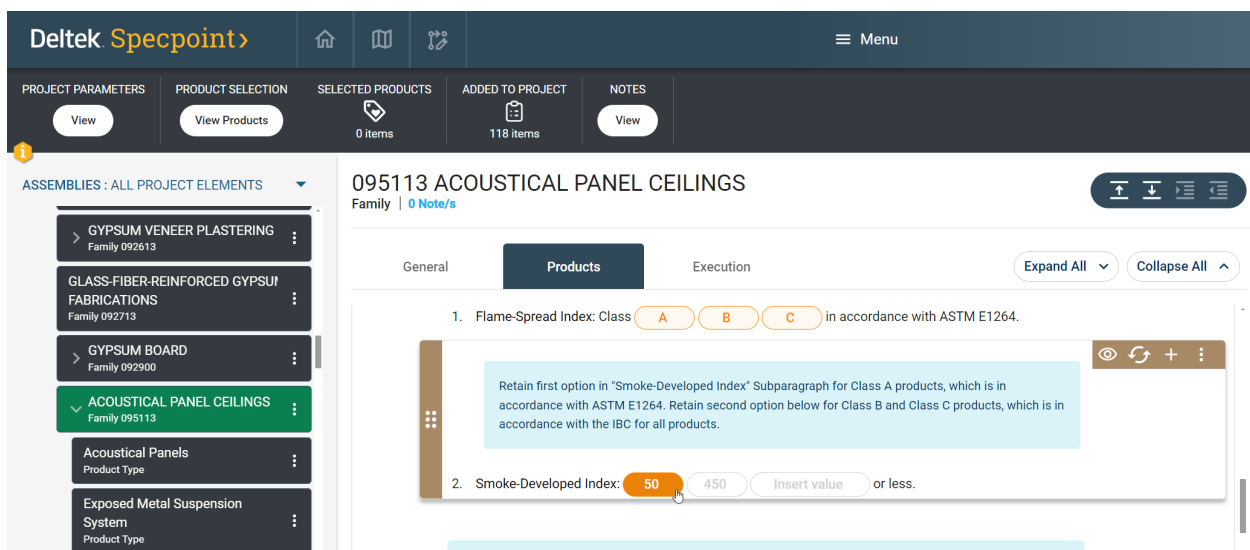 Deltek Specpoint
Menu
PROJECT PARAMETERS
View
PRODUCT SELECTION
View Products
SELECTED PRODUCTS
0 items
ADDED TO PROJECT
118 items
NOTES
View
i
ASSEMBLIES : ALL PROJECT ELEMENTS
GYPSUM VENEER PLASTERING
Family 092613
GLASS-FIBER-REINFORCED GYPSUM
FABRICATIONS
Family 092713
GYPSUM BOARD
Family 092900
ACOUSTICAL PANEL CEILINGS
Family 095113
Acoustical Panels
Product Type
Exposed Metal Suspension
System
Product Type
095113 ACOUSTICAL PANEL CEILINGS
Family | 0 Note/s
General
Products
Execution
Expand All
Collapse All
1. Flame-Spread Index: Class A B C in accordance with ASTM E1264.
Retain first option in "Smoke-Developed Index" Subparagraph for Class A products, which is in
accordance with ASTM E1264. Retain second option below for Class B and Class C products, which is in
accordance with the IBC for all products.
2. Smoke-Developed Index: 50 450 Insert value or less.